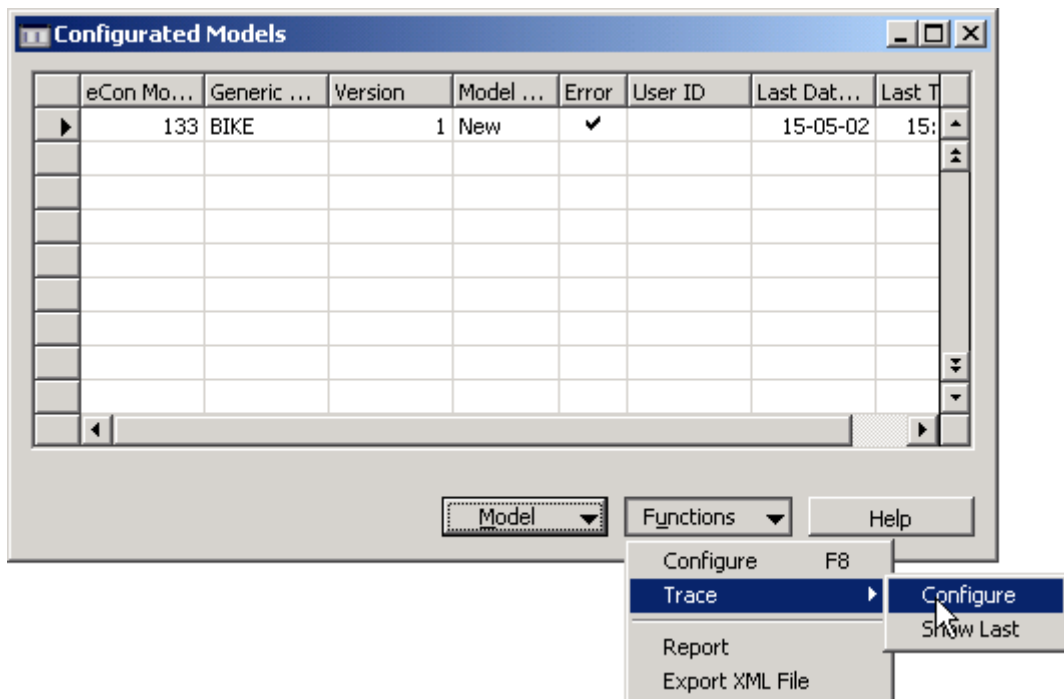 Configurated Models
eCon Mo... Generic ... Version Model ... Error User ID Last Dat... Last T
133 BIKE 1 New 15-05-02 15:
Model Functions Help
Configure F8
Trace Configure
Show Last
Report
Export XML File